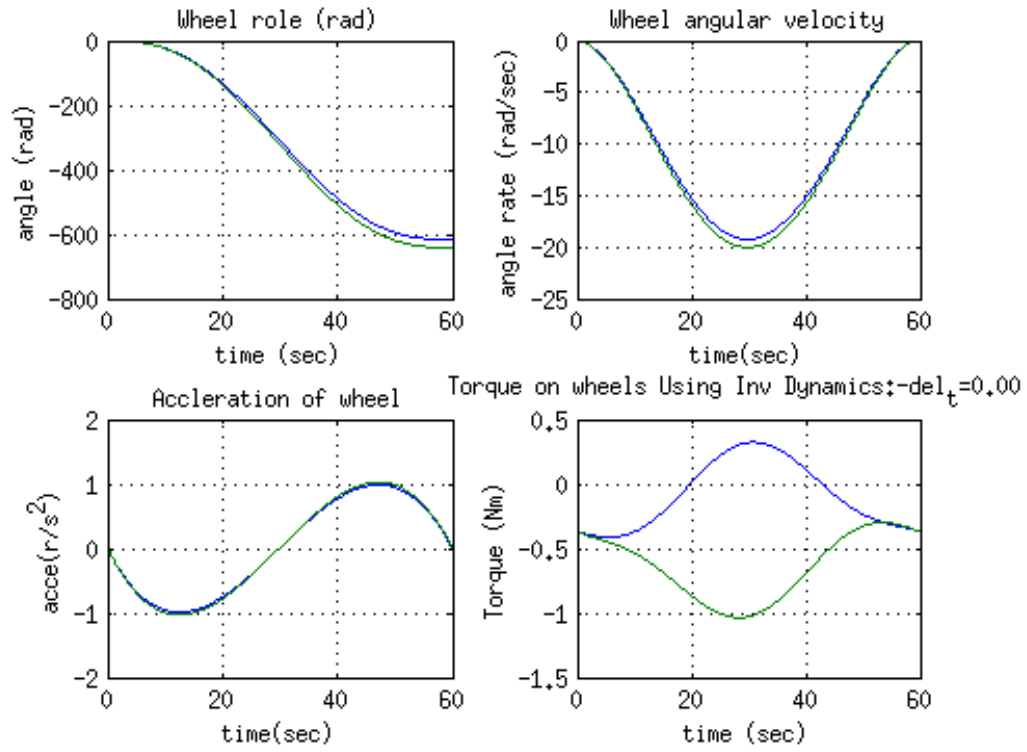 Wheel role (rad)
angle (rad)
0
-200
-400
-600
-800
0 20 40 60
time (sec)
Wheel angular velocity
angle rate (rad/sec)
0
-5
-10
-15
-20
-25
0 20 40 60
time(sec)
Accleration of wheel
acce(r/s²)
2
1
0
-1
-2
0 20 40 60
time(sec)
Torque on wheels Using Inv Dynamics:-delₜ=0.00
Torque (Nm)
0.5
0
-0.5
-1
-1.5
0 20 40 60
time (sec)